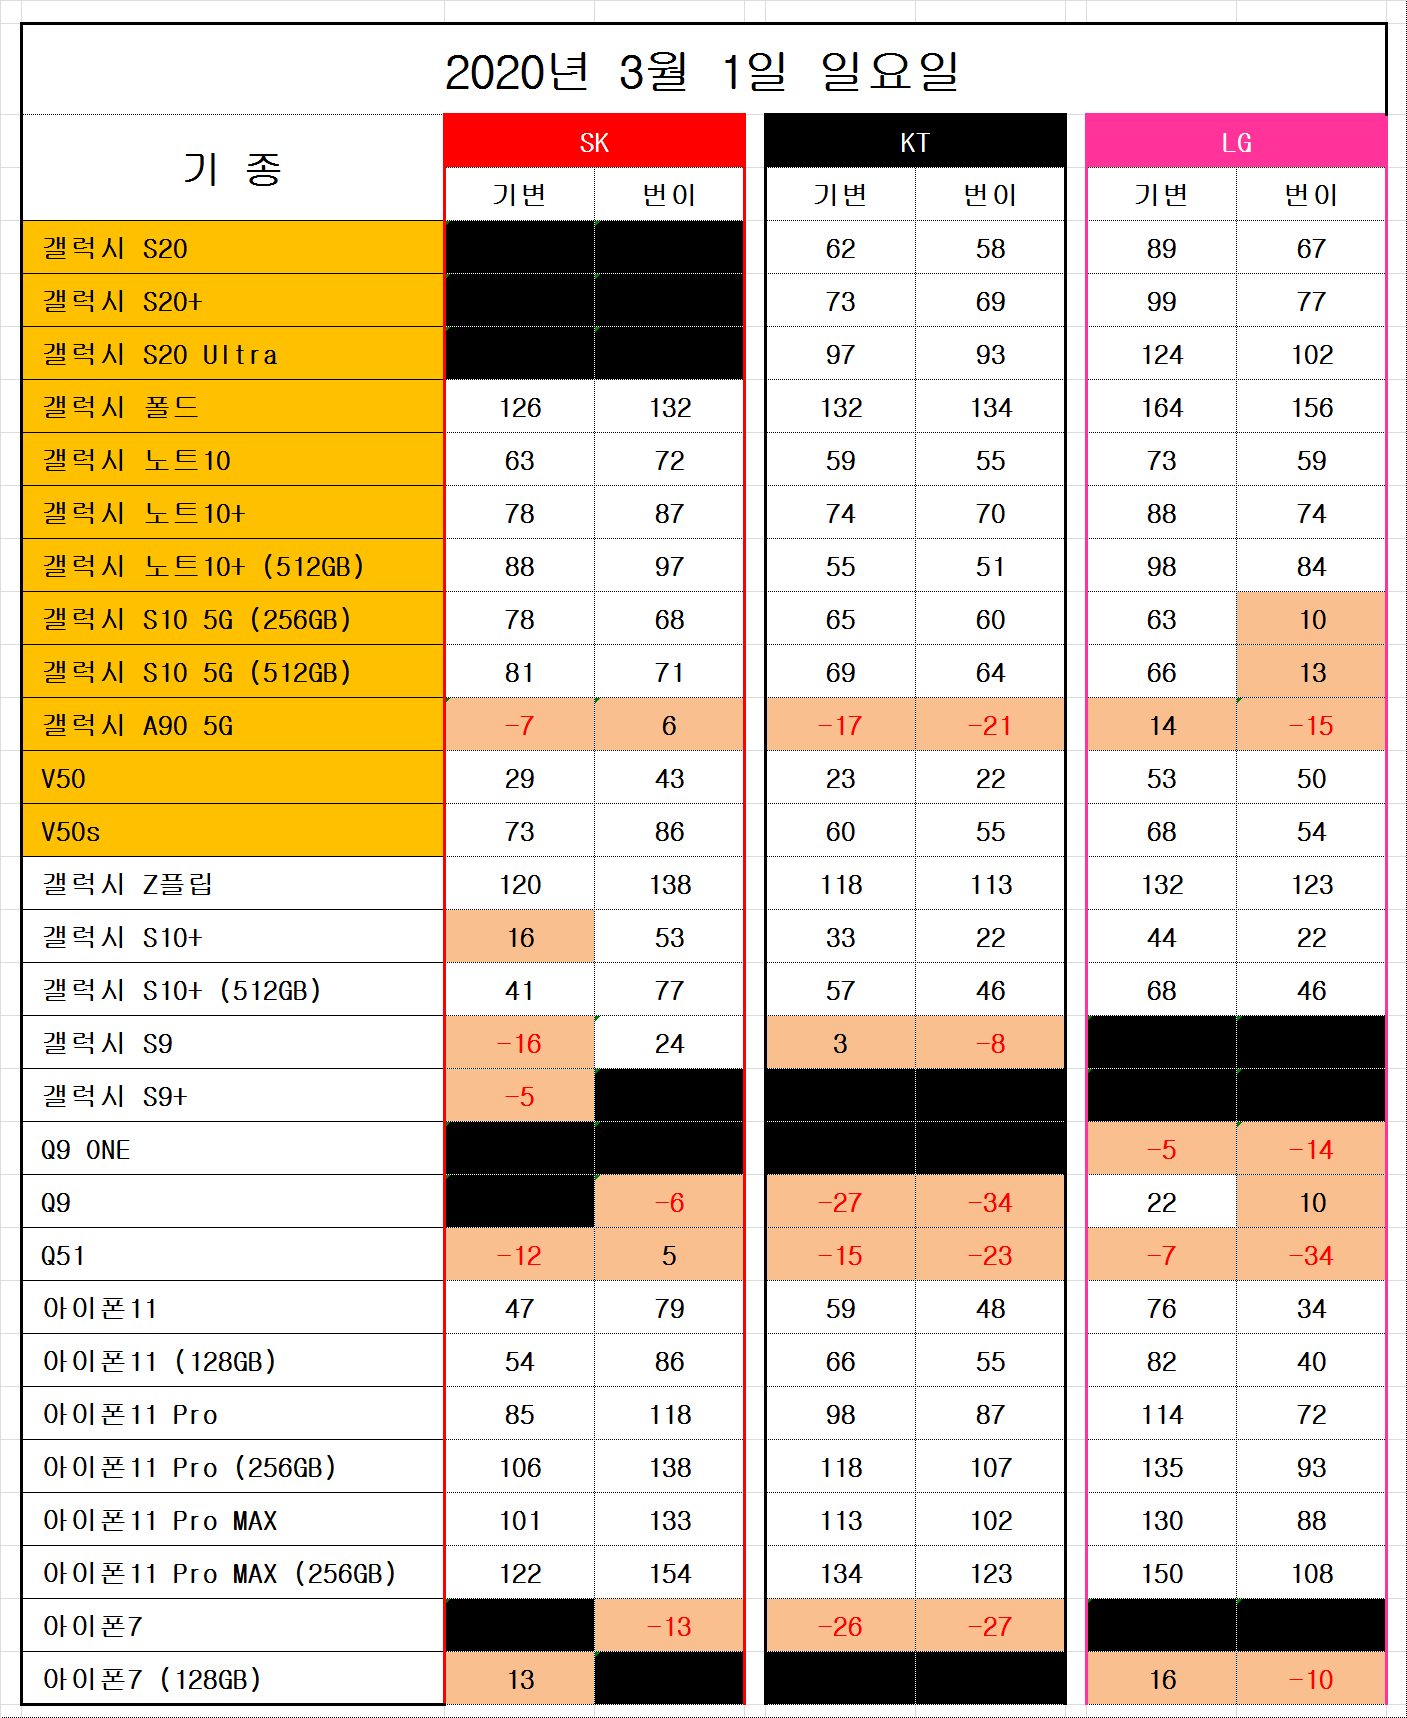 2020년 3월 1일 일요일
기 종 SK KT LG
기변 번이 기변 번이 기변 번이
갤럭시 S20 62 58 89 67
갤럭시 S20+ 73 69 99 77
갤럭시 S20 Ultra 97 93 124 102
갤럭시 폴드 126 132 132 134 164 156
갤럭시 노트10 63 72 59 55 73 59
갤럭시 노트10+ 78 87 74 70 88 74
갤럭시 노트10+ (512GB) 88 97 55 51 98 84
갤럭시 S10 5G (256GB) 78 68 65 60 63 10
갤럭시 S10 5G (512GB) 81 71 69 64 66 13
갤럭시 A90 5G -7 6 -17 -21 14 -15
V50 29 43 23 22 53 50
V50s 73 86 60 55 68 54
갤럭시 Z플립 120 138 118 113 132 123
갤럭시 S10+ 16 53 33 22 44 22
갤럭시 S10+ (512GB) 41 77 57 46 68 46
갤럭시 S9 -16 24 3 -8
갤럭시 S9+ -5
Q9 ONE -5 -14
Q9 -6 -27 -34 22 10
Q51 -12 5 -15 -23 -7 -34
아이폰11 47 79 59 48 76 34
아이폰11 (128GB) 54 86 66 55 82 40
아이폰11 Pro 85 118 98 87 114 72
아이폰11 Pro (256GB) 106 138 118 107 135 93
아이폰11 Pro MAX 101 133 113 102 130 88
아이폰11 Pro MAX (256GB) 122 154 134 123 150 108
아이폰7 -13 -26 -27
아이폰7 (128GB) 13 16 -10